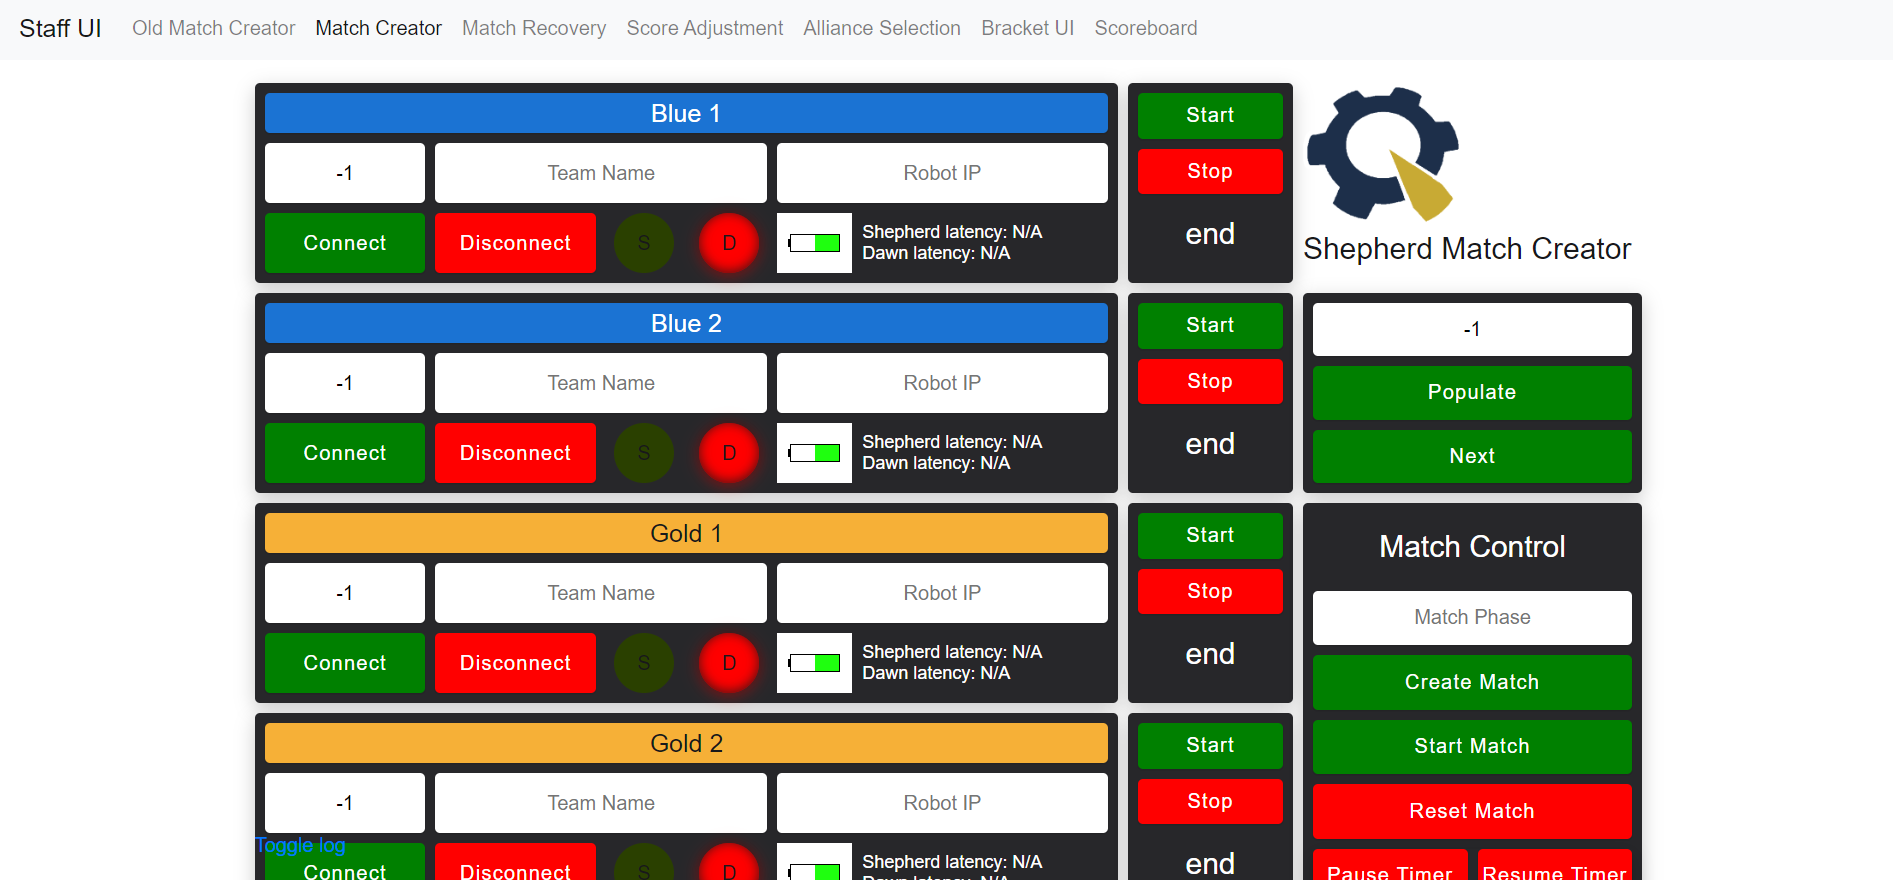 Staff UI Old Match Creator Match Creator Match Recovery Score Adjustment Alliance Selection Bracket UI Scoreboard
Blue 1
-1 Team Name Robot IP
Connect Disconnect S D Shepherd latency: N/A
Dawn latency: N/A
Start
Stop
end
Shepherd Match Creator
Blue 2
-1 Team Name Robot IP
Connect Disconnect S D Shepherd latency: N/A
Dawn latency: N/A
Start
Stop
end
-1
Populate
Next
Gold 1
-1 Team Name Robot IP
Connect Disconnect S D Shepherd latency: N/A
Dawn latency: N/A
Start
Stop
end
Gold 2
-1 Team Name Robot IP
Toggle log
Connect Disconnect S D Shepherd latency: N/A
Dawn latency: N/A
Start
Stop
end
Match Control
Match Phase
Create Match
Start Match
Reset Match
Pause Timer Resume Timer